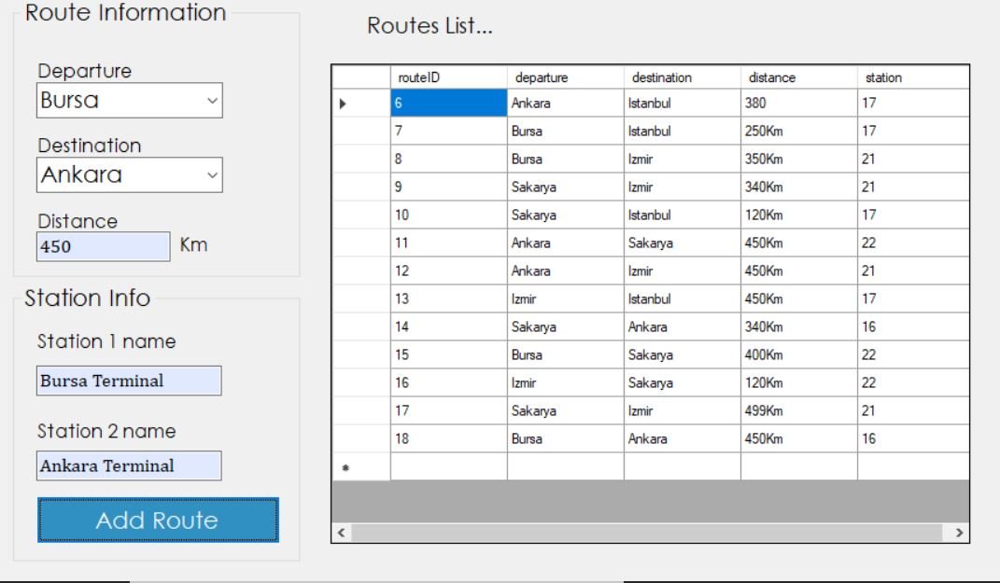 Route Information
Departure
Bursa
Destination
Ankara
Distance
450 Km
Station Info
Station 1 name
Bursa Terminal
Station 2 name
Ankara Terminal
Add Route
Routes List...
routeID departure destination distance station
6 Ankara Istanbul 380 17
7 Bursa Istanbul 250Km 17
8 Bursa Izmir 350Km 21
9 Sakarya Izmir 340Km 21
10 Sakarya Istanbul 120Km 17
11 Ankara Sakarya 450Km 22
12 Ankara Izmir 450Km 21
13 Izmir Istanbul 450Km 17
14 Sakarya Ankara 340Km 16
15 Bursa Sakarya 400Km 22
16 Izmir Sakarya 120Km 22
17 Sakarya Izmir 499Km 21
18 Bursa Ankara 450Km 16